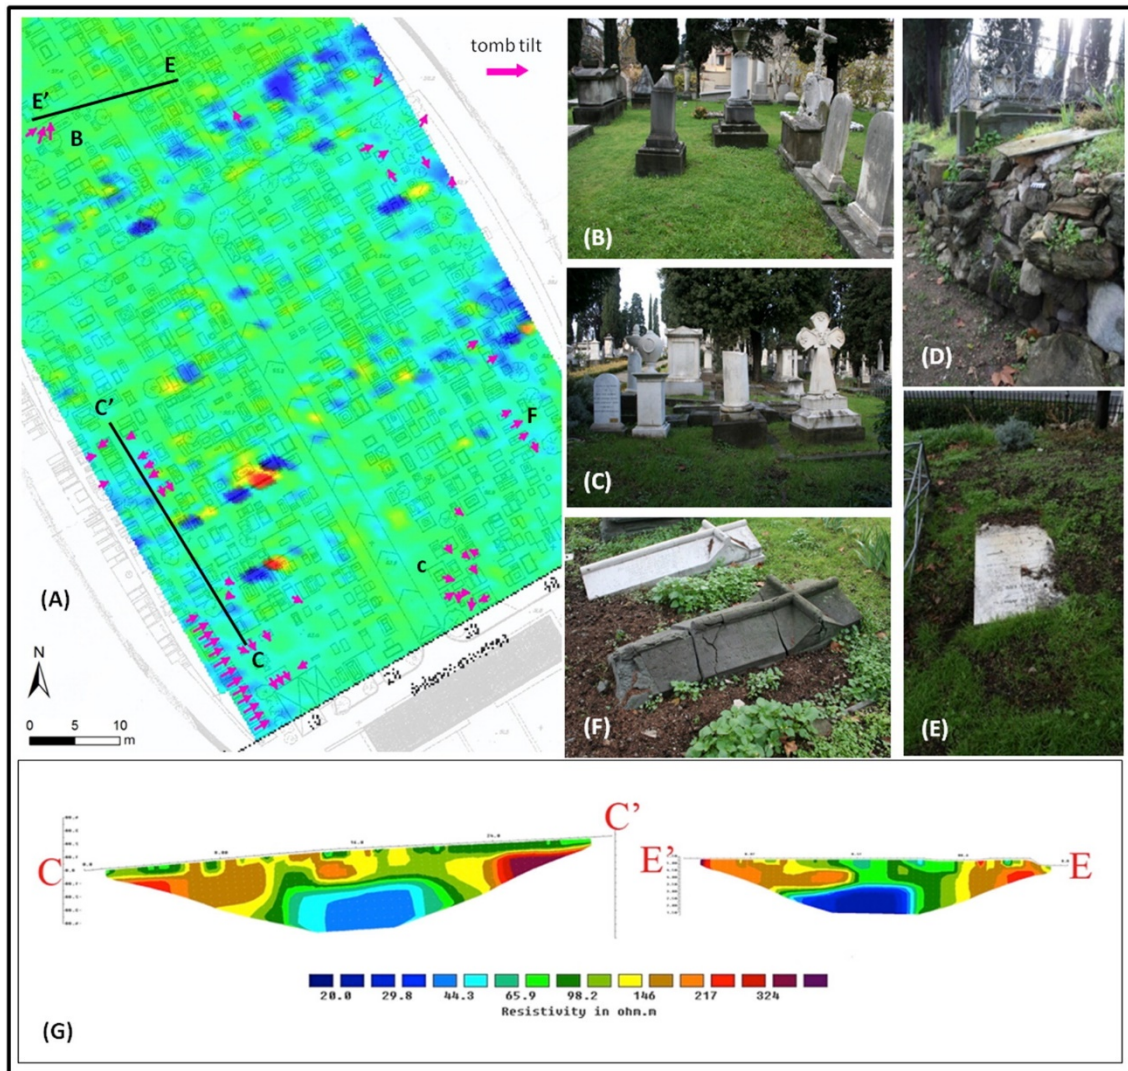 tomb tilt
E
E'
B
C'
F
c
C
(A)
N
0 5 10
m
(B)
(C)
(D)
(E)
(F)
C
C'
E'
E
20.0 29.8 44.3 65.9 98.2 146 217 324
Resistivity in ohm.m
(G)